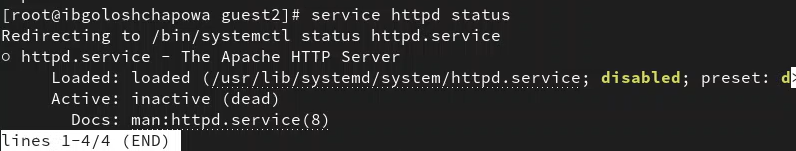 [root@ibgoloshchapowa guest2]# service httpd status
Redirecting to /bin/systemctl status httpd.service
○ httpd.service - The Apache HTTP Server
     Loaded: loaded (/usr/lib/systemd/system/httpd.service; disabled; preset: d>
     Active: inactive (dead)
       Docs: man:httpd.service(8)
lines 1-4/4 (END)